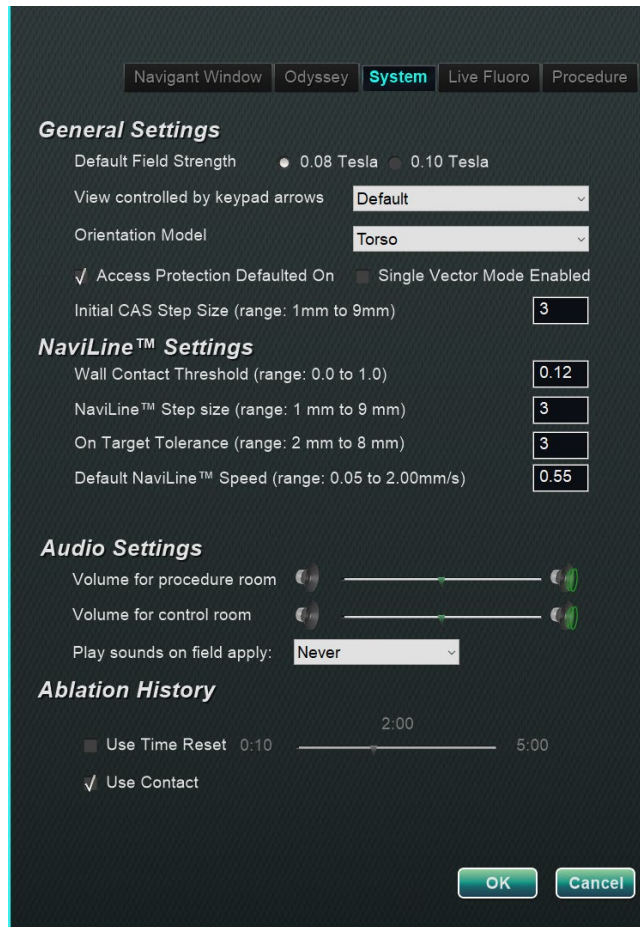 Navigant Window Odyssey System Live Fluoro Procedure
General Settings
Default Field Strength 0.08 Tesla 0.10 Tesla
View controlled by keypad arrows Default
Orientation Model Torso
Access Protection Defaulted On Single Vector Mode Enabled
Initial CAS Step Size (range: 1mm to 9mm) 3
NaviLine™ Settings
Wall Contact Threshold (range: 0.0 to 1.0) 0.12
NaviLine™ Step size (range: 1 mm to 9 mm) 3
On Target Tolerance (range: 2 mm to 8 mm) 3
Default NaviLine™ Speed (range: 0.05 to 2.00mm/s) 0.55
Audio Settings
Volume for procedure room
Volume for control room
Play sounds on field apply: Never
Ablation History
2:00
Use Time Reset 0:10 5:00
Use Contact
OK Cancel